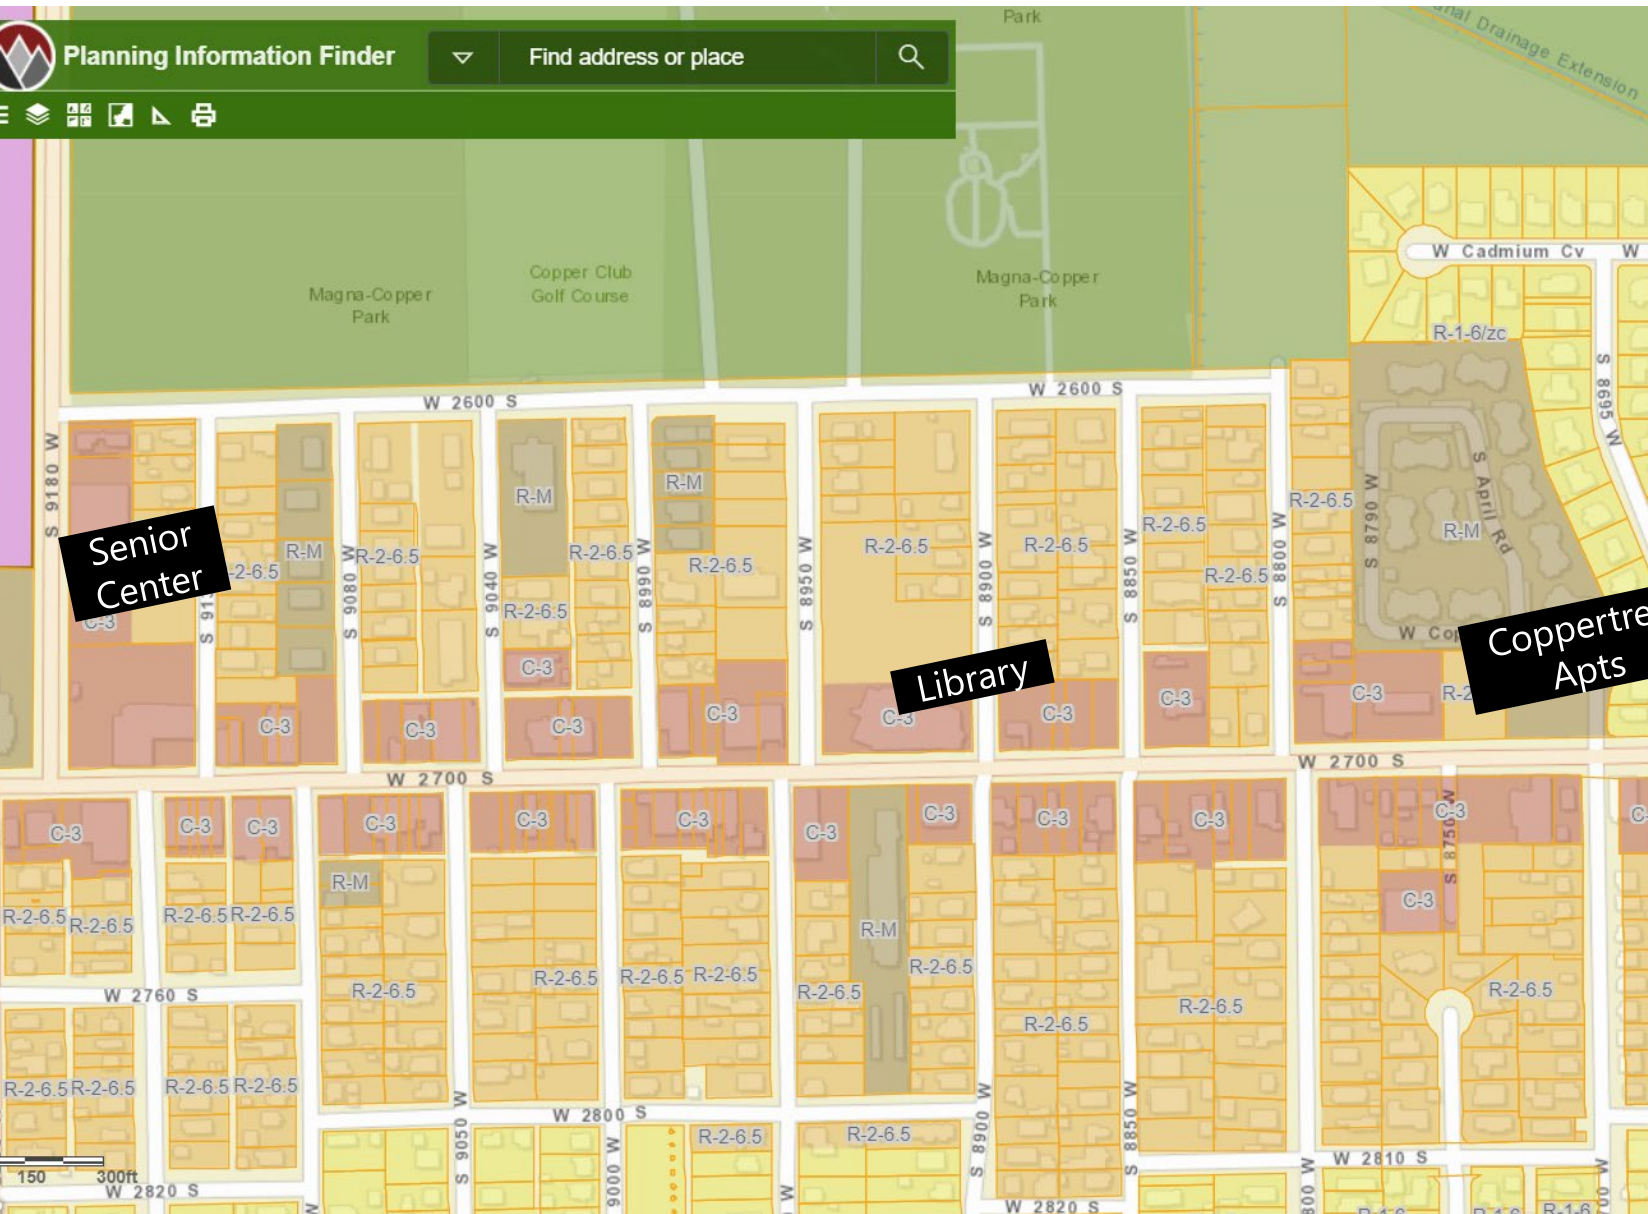 Park
Drainage Extension
Planning Information Finder
Find address or place
W Cadmium Cv
W
Magna-Copper
Park
Copper Club
Golf Course
Magna-Copper
Park
R-1-6/zc
S 8695 W
W 2600 S
W 2600 S
S 9180 W
Senior
Center
C-3
R-M
S 9080 W
R-2-6.5
S 9040 W
R-M
R-2-6.5
R-2-6.5
C-3
S 8990 W
R-M
R-2-6.5
S 8950 W
R-2-6.5
S 8900 W
R-2-6.5
S 8850 W
R-2-6.5
R-2-6.5
S 8800 W
R-2-6.5
S 8790 W
S April Rd
R-M
Library
Apts
C-3
C-3
C-3
C-3
C-3
C-3
C-3
C-3
W 2700 S
W 2700 S
C-3
C-3
C-3
C-3
C-3
C-3
C-3
C-3
C-3
C-3
C-3
S 8750 W
C-3
R-M
R-M
R-2-6.5
R-2-6.5
R-2-6.5
R-2-6.5
R-2-6.5
R-2-6.5
R-2-6.5
R-2-6.5
R-2-6.5
R-2-6.5
R-2-6.5
R-2-6.5
R-2-6.5
W 2760 S
R-2-6.5
R-2-6.5
R-2-6.5
R-2-6.5
W 2800 S
S 9050 W
9000 W
R-2-6.5
R-2-6.5
S 8900 W
S 8850 W
W 2810 S
150
300ft
W 2820 S
W 2820 S